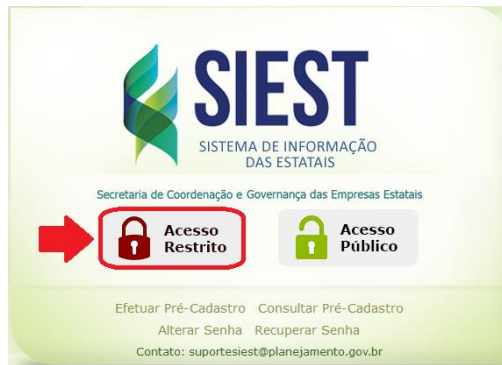 SIEST
SISTEMA DE INFORMAÇÃO
DAS ESTATAIS
Secretaria de Coordenação e Governança das Empresas Estatais
Acesso
Restrito
Acesso
Público
Efetuar Pré-Cadastro Consultar Pré-Cadastro
Alterar Senha Recuperar Senha
Contato: suportesiest@planejamento.gov.br